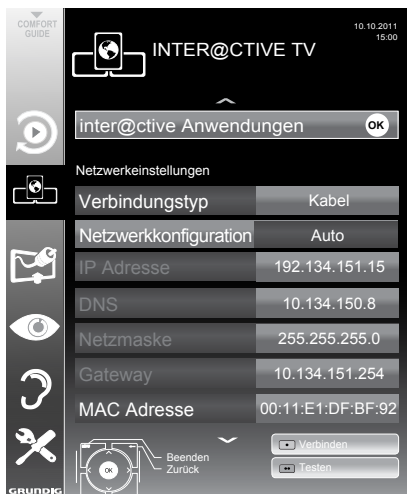 COMFORT
GUIDE
INTER@CTIVE TV
10.10.2011
15:00
inter@ctive Anwendungen OK
Netzwerkeinstellungen
Verbindungstyp Kabel
Netzwerkkonfiguration Auto
IP Adresse 192.134.151.15
DNS 10.134.150.8
Netzmaske 255.255.255.0
Gateway 10.134.151.254
MAC Adresse 00:11:E1:DF:BF:92
Beenden
Zurück
OK
Verbinden
Testen
GRUNDIG